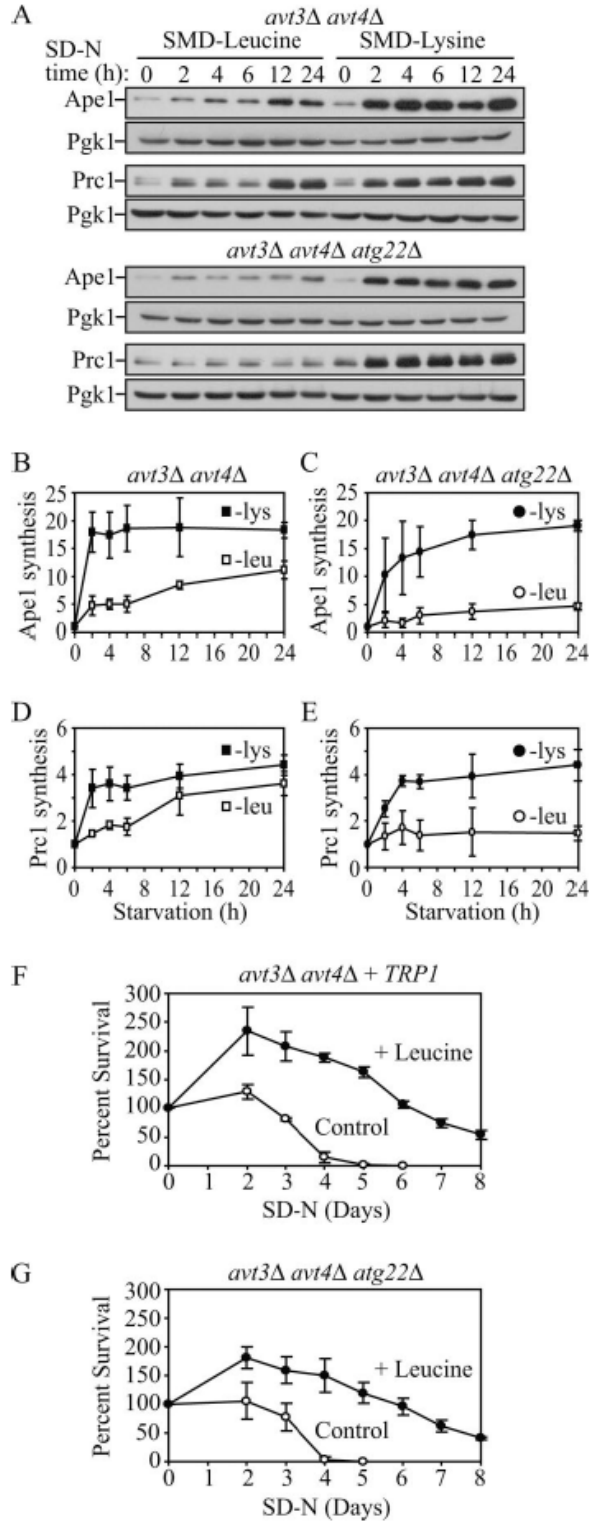 A
avt3Δ avt4Δ
SMD-Leucine SMD-Lysine
SD-N
time (h): 0 2 4 6 12 24 0 2 4 6 12 24
Ape1
Pgk1
Prc1
Pgk1
avt3Δ avt4Δ atg22Δ
Ape1
Pgk1
Prc1
Pgk1
B avt3Δ avt4Δ
Ape1 synthesis
25
20
15
10
5
0
-lys
-leu
0 4 8 12 16 20 24
C avt3Δ avt4Δ atg22Δ
Ape1 synthesis
25
20
15
10
5
0
-lys
-leu
0 4 8 12 16 20 24
D
Prc1 synthesis
6
4
2
0
-lys
-leu
0 4 8 12 16 20 24
Starvation (h)
E
Prc1 synthesis
6
4
2
0
-lys
-leu
0 4 8 12 16 20 24
Starvation (h)
F avt3Δ avt4Δ + TRP1
Percent Survival
300
250
200
150
100
50
0
+ Leucine
Control
0 1 2 3 4 5 6 7 8
SD-N (Days)
G avt3Δ avt4Δ atg22Δ
Percent Survival
300
250
200
150
100
50
0
+ Leucine
Control
0 1 2 3 4 5 6 7 8
SD-N (Days)